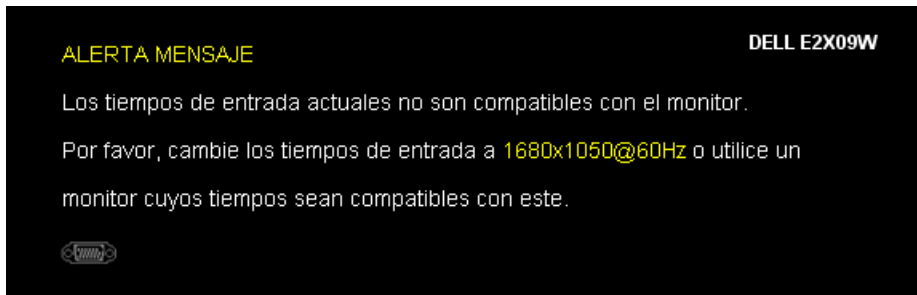 DELL E2X09W
ALERTA MENSAJE
Los tiempos de entrada actuales no son compatibles con el monitor.
Por favor, cambie los tiempos de entrada a 1680x1050@60Hz o utilice un
monitor cuyos tiempos sean compatibles con este.